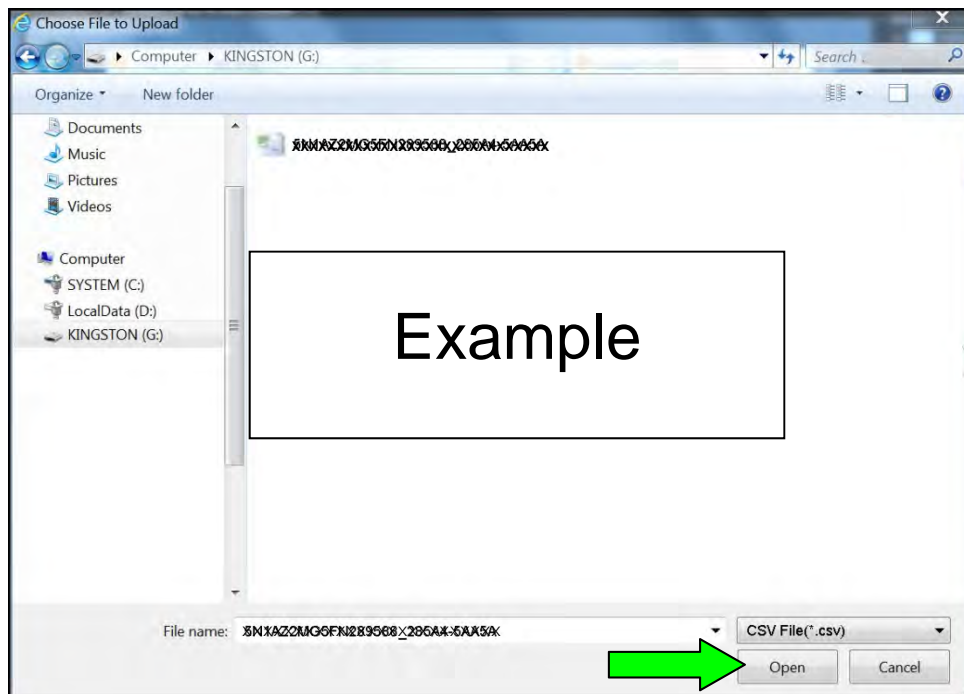 Choose File to Upload
X
Computer KINGSTON (G:)
Search
Organize New folder
Documents
Music
Pictures
Videos
Computer
SYSTEM (C:)
LocalData (D:)
KINGSTON (G:)
Example
File name:
CSV File(*.csv)
Open Cancel